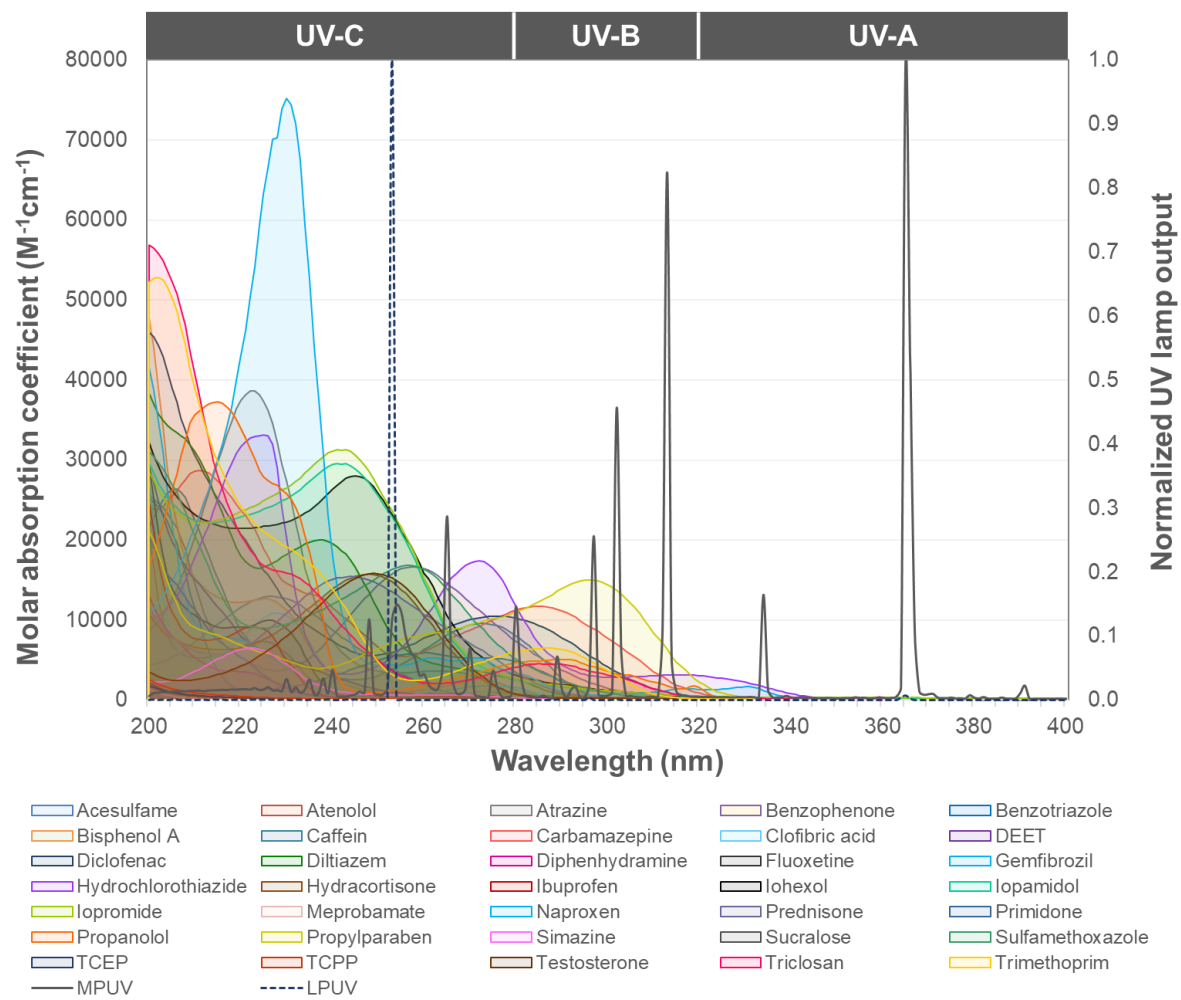 UV-C UV-B UV-A
80000
70000
60000
50000
40000
30000
20000
10000
0
Molar absorption coefficient (M⁻¹cm⁻¹)
1.0
0.9
0.8
0.7
0.6
0.5
0.4
0.3
0.2
0.1
0.0
Normalized UV lamp output
200 220 240 260 280 300 320 340 360 380 400
Wavelength (nm)
Acesulfame Atenolol Atrazine Benzophenone Benzotriazole
Bisphenol A Caffein Carbamazepine Clofibric acid DEET
Diclofenac Diltiazem Diphenhydramine Fluoxetine Gemfibrozil
Hydrochlorothiazide Hydracortisone Ibuprofen Iohexol Iopamidol
Iopromide Meprobamate Naproxen Prednisone Primidone
Propanolol Propylparaben Simazine Sucralose Sulfamethoxazole
TCEP TCPP Testosterone Triclosan Trimethoprim
MPUV LPUV